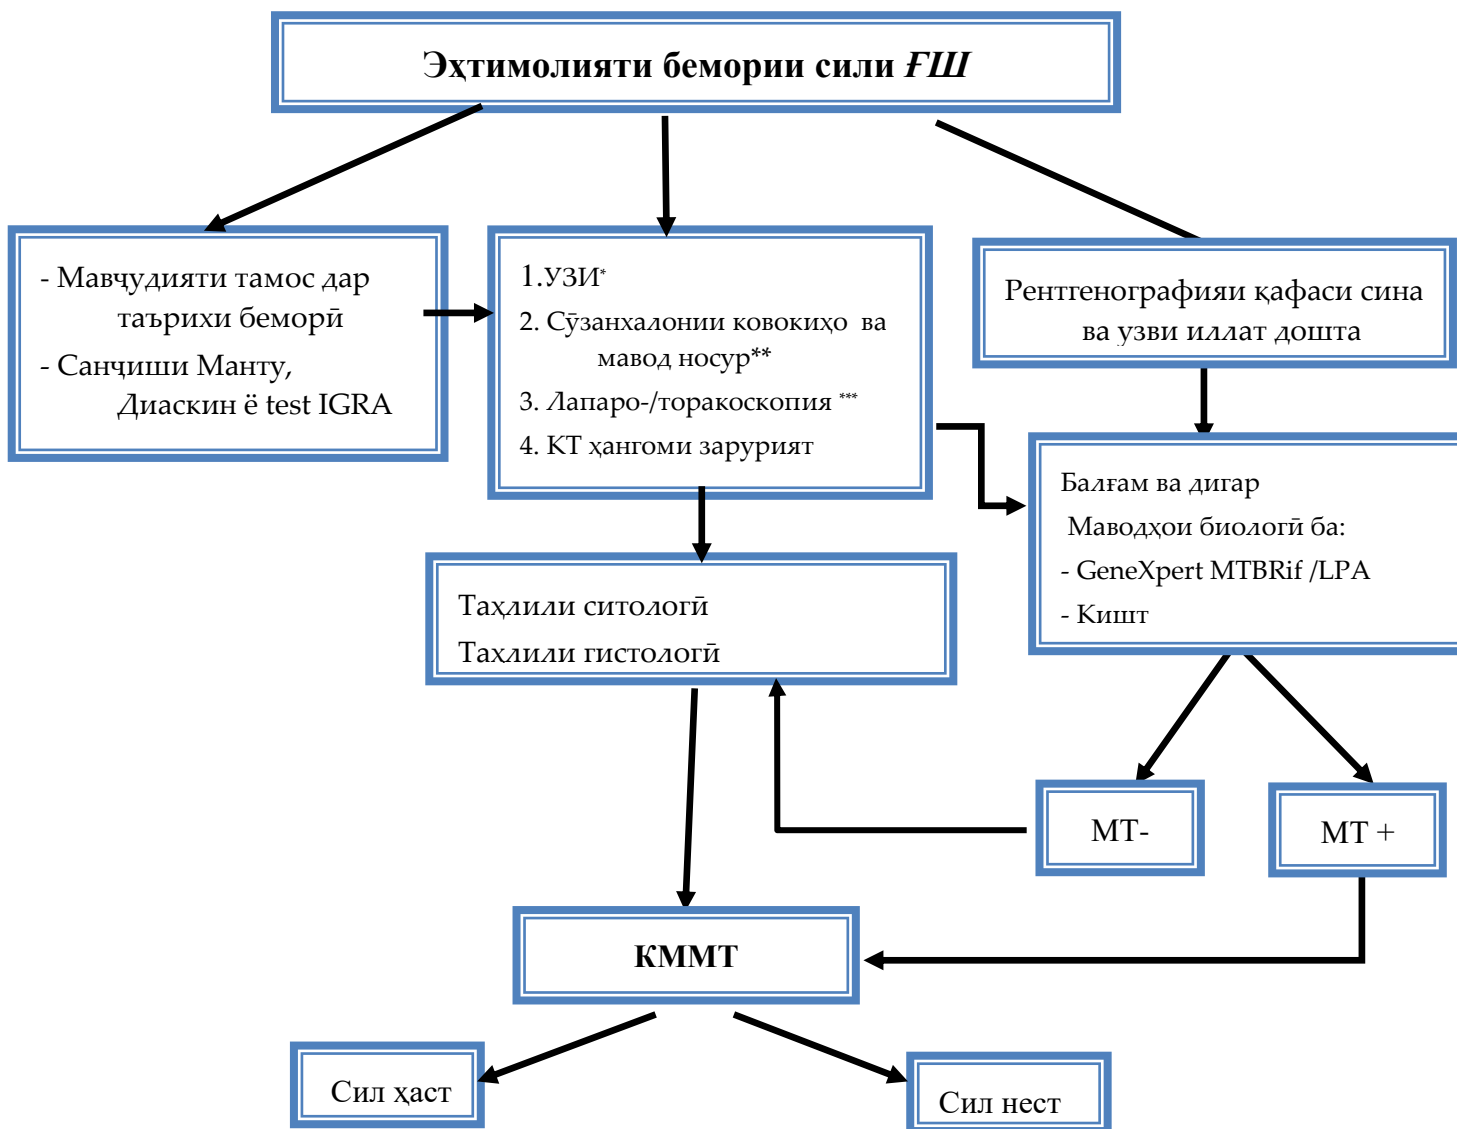 Эҳтимолияти бемории сили ҒШ
- Мавҷудияти тамос дар
таърихи беморӣ
- Санҷиши Манту,
Диаскин ё test IGRA
1.УЗИ*
2. Сӯзанхалонии ковокиҳо ва
мавод носур**
3. Лапаро-/торакоскопия ***
4. КТ ҳангоми зарурият
Рентгенографияи қафаси сина
ва узви иллат дошта
Балғам ва дигар
Маводҳои биологӣ ба:
- GeneXpert MTBRif /LPA
- Кишт
Таҳлили ситологӣ
Таҳлили гистологӣ
МТ-
МТ +
КММТ
Сил ҳаст
Сил нест